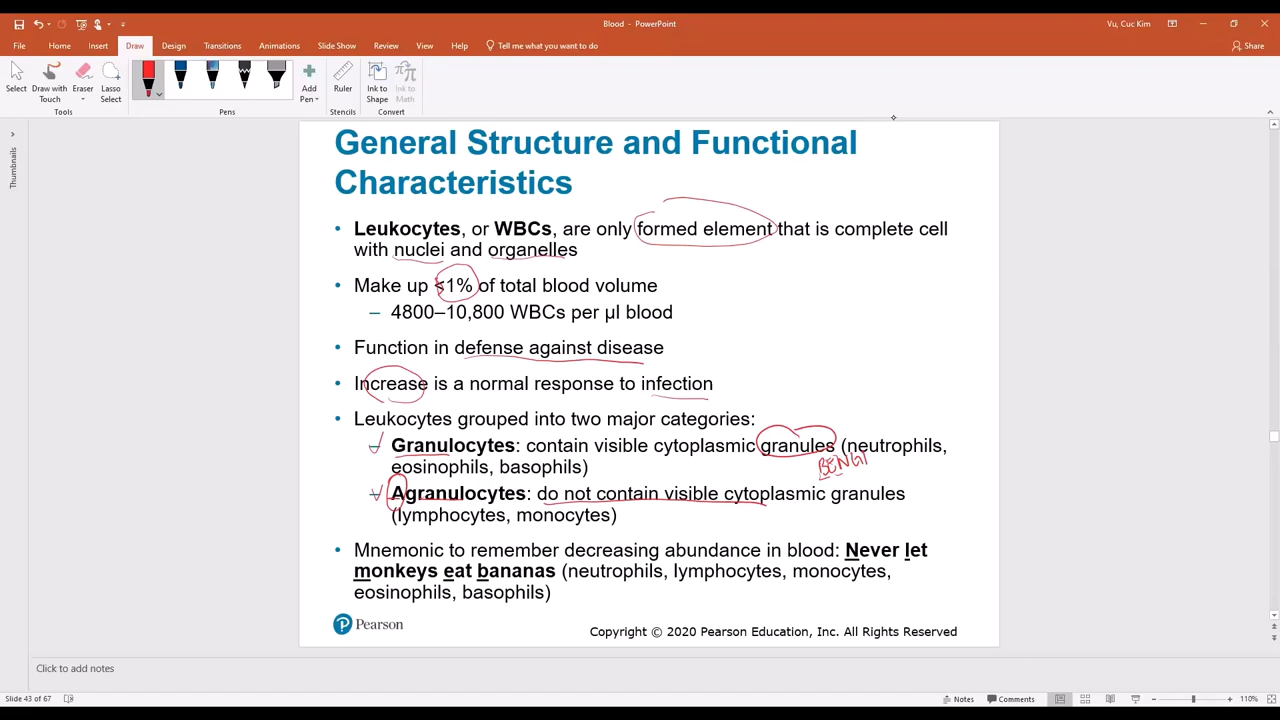 Blood - PowerPoint
Vu, Cuc Kim
File Home Insert Draw Design Transitions Animations Slide Show Review View Help Tell me what you want to do Share
Select Draw with Touch Eraser Lasso Select Add Pen Ruler Ink to Shape Ink to Math
Tools Pens Stencils Convert
Thumbnails
General Structure and Functional
Characteristics
• Leukocytes, or WBCs, are only formed element that is complete cell
with nuclei and organelles
• Make up <1% of total blood volume
– 4800–10,800 WBCs per µl blood
• Function in defense against disease
• Increase is a normal response to infection
• Leukocytes grouped into two major categories:
– Granulocytes: contain visible cytoplasmic granules (neutrophils,
eosinophils, basophils)
BENG
– Agranulocytes: do not contain visible cytoplasmic granules
(lymphocytes, monocytes)
• Mnemonic to remember decreasing abundance in blood: Never let
monkeys eat bananas (neutrophils, lymphocytes, monocytes,
eosinophils, basophils)
P Pearson
Copyright © 2020 Pearson Education, Inc. All Rights Reserved
Click to add notes
Slide 43 of 67
Notes Comments 110%